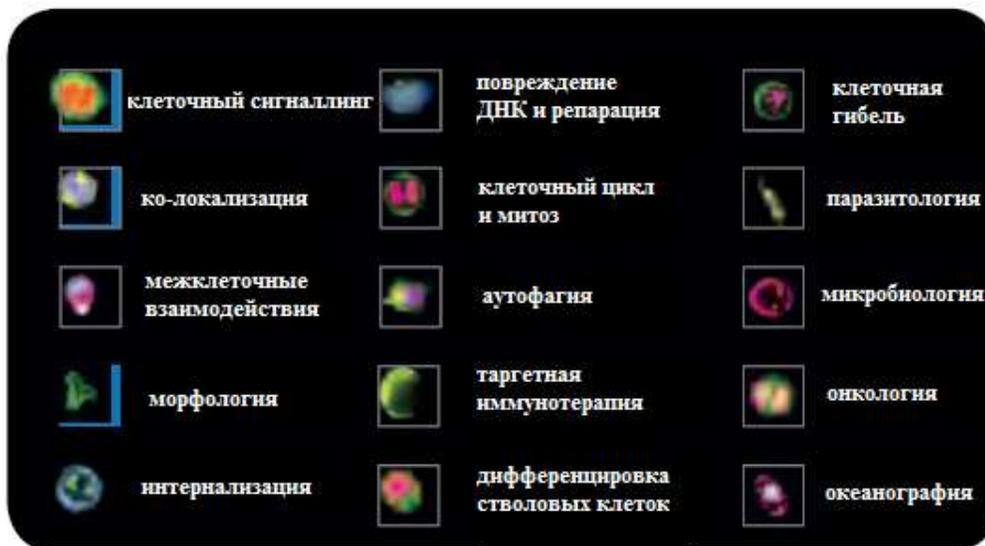 клеточный сигналлинг
ко-локализация
межклеточные
взаимодействия
морфология
интернализация
повреждение
ДНК и репарация
клеточный цикл
и митоз
аутофагия
таргетная
иммунотерапия
дифференцировка
стволовых клеток
клеточная
гибель
паразитология
микробиология
онкология
океанография